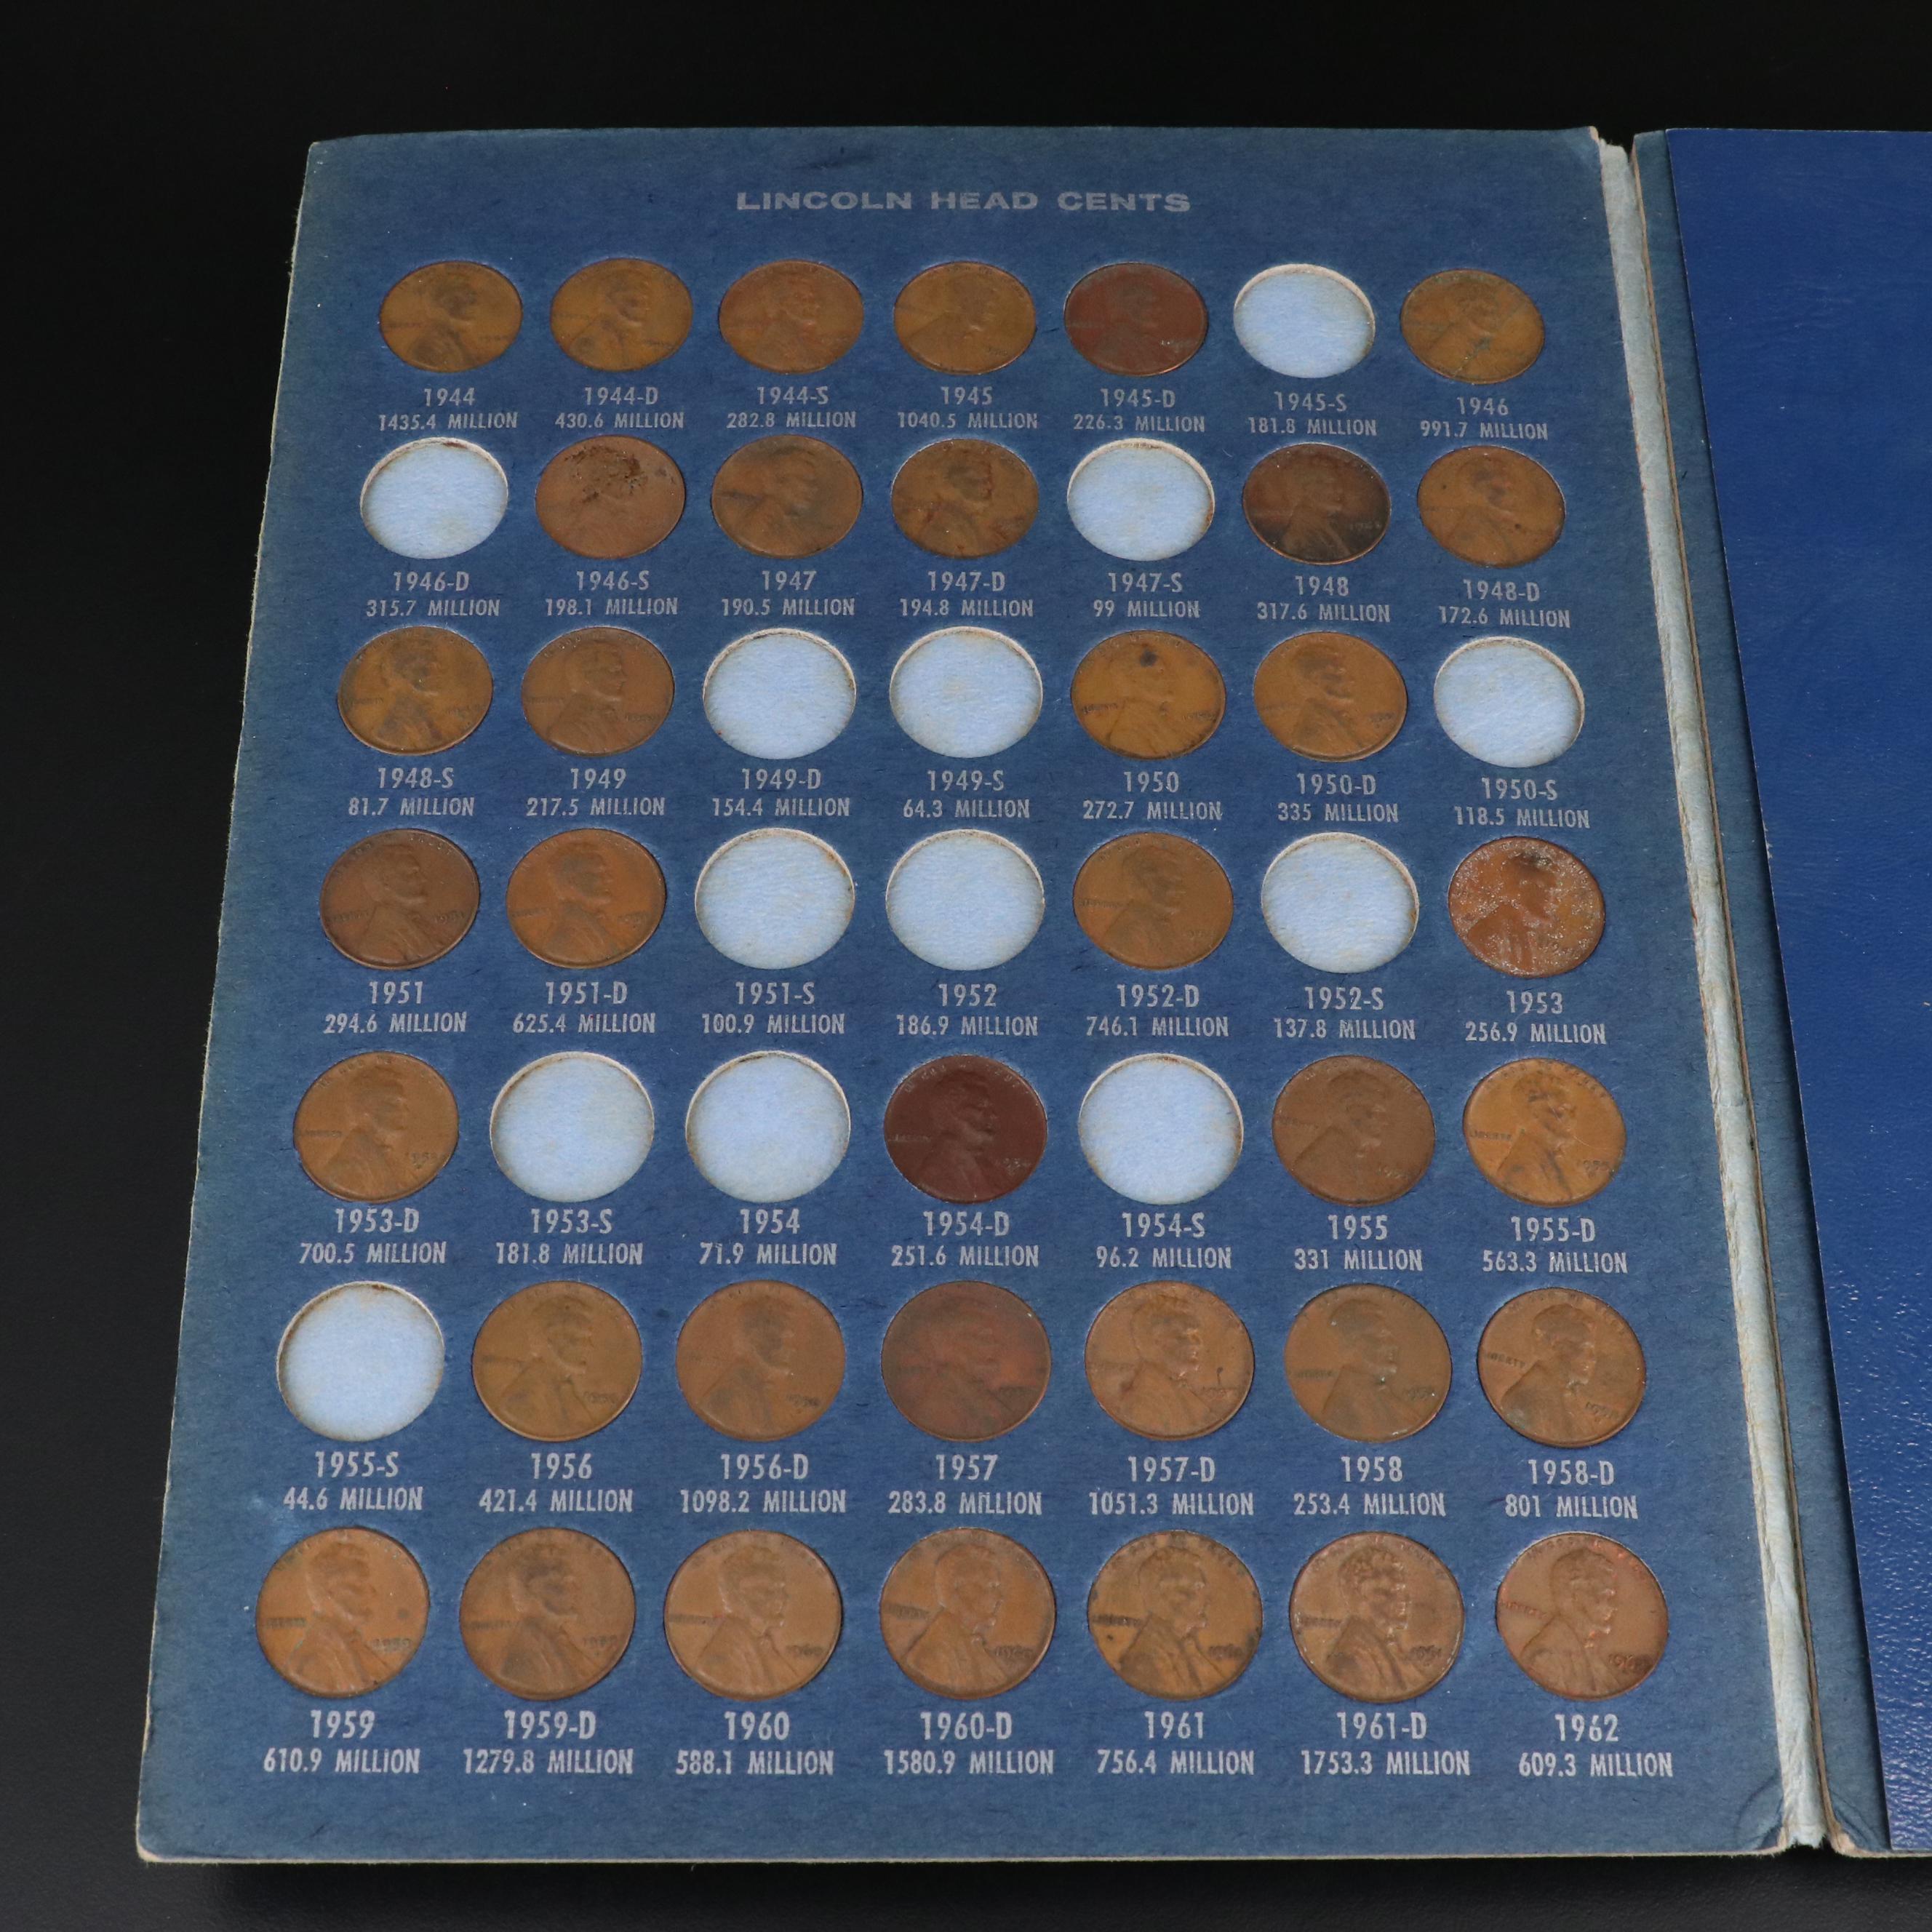 LINCOLN HEAD CENTS
1944 1944-D 1944-S 1945 1945-D 1945-S 1946
1435.4 MILLION 430.6 MILLION 282.8 MILLION 1040.5 MILLION 226.3 MILLION 181.8 MILLION 991.7 MILLION
1946-D 1946-S 1947 1947-D 1947-S 1948 1948-D
315.7 MILLION 198.1 MILLION 190.5 MILLION 194.8 MILLION 99 MILLION 317.6 MILLION 172.6 MILLION
1948-S 1949 1949-D 1949-S 1950 1950-D 1950-S
81.7 MILLION 217.5 MILLION 154.4 MILLION 64.3 MILLION 272.7 MILLION 335 MILLION 118.5 MILLION
1951 1951-D 1951-S 1952 1952-D 1952-S 1953
294.6 MILLION 625.4 MILLION 100.9 MILLION 186.9 MILLION 746.1 MILLION 137.8 MILLION 256.9 MILLION
1953-D 1953-S 1954 1954-D 1954-S 1955 1955-D
700.5 MILLION 181.8 MILLION 71.9 MILLION 251.6 MILLION 96.2 MILLION 331 MILLION 563.3 MILLION
1955-S 1956 1956-D 1957 1957-D 1958 1958-D
44.6 MILLION 421.4 MILLION 1098.2 MILLION 283.8 MILLION 1051.3 MILLION 253.4 MILLION 801 MILLION
1959 1959-D 1960 1960-D 1961 1961-D 1962
610.9 MILLION 1279.8 MILLION 588.1 MILLION 1580.9 MILLION 756.4 MILLION 1753.3 MILLION 609.3 MILLION